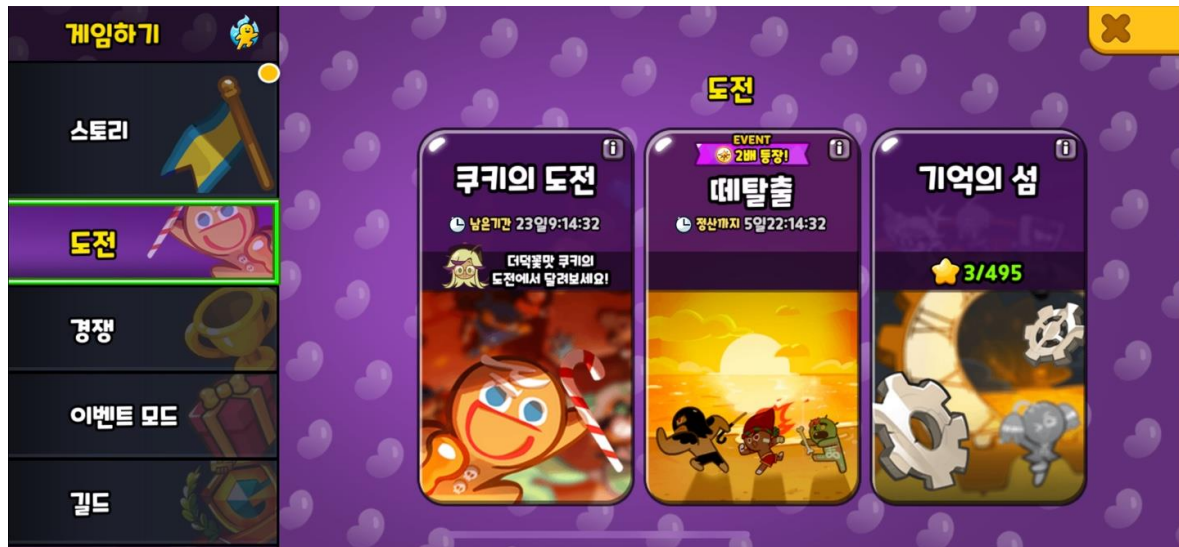 게임하기
스토리
도전
경쟁
이벤트 모드
길드
도전
쿠키의 도전
남은기간 23일9:14:32
더덕꽃맛 쿠키의
도전에서 달려보세요!
EVENT
2배 등장!
떼탈출
정산까지 5일22:14:32
기억의 섬
3/495